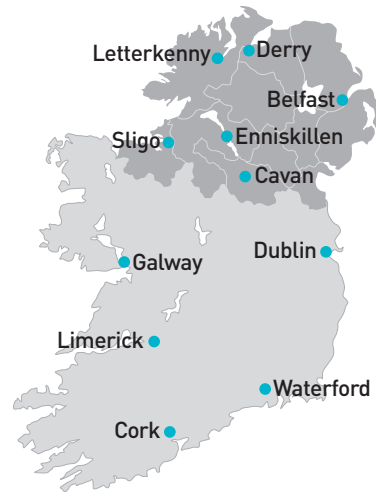 Letterkenny
Derry
Belfast
Sligo
Enniskillen
Cavan
Dublin
Galway
Limerick
Waterford
Cork